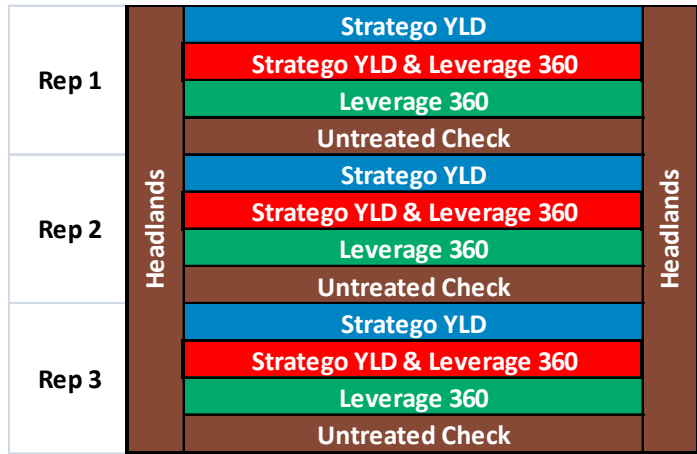 Rep 1
Headlands
Stratego YLD
Stratego YLD & Leverage 360
Leverage 360
Untreated Check
Rep 2
Stratego YLD
Stratego YLD & Leverage 360
Leverage 360
Untreated Check
Rep 3
Stratego YLD
Stratego YLD & Leverage 360
Leverage 360
Untreated Check
Headlands